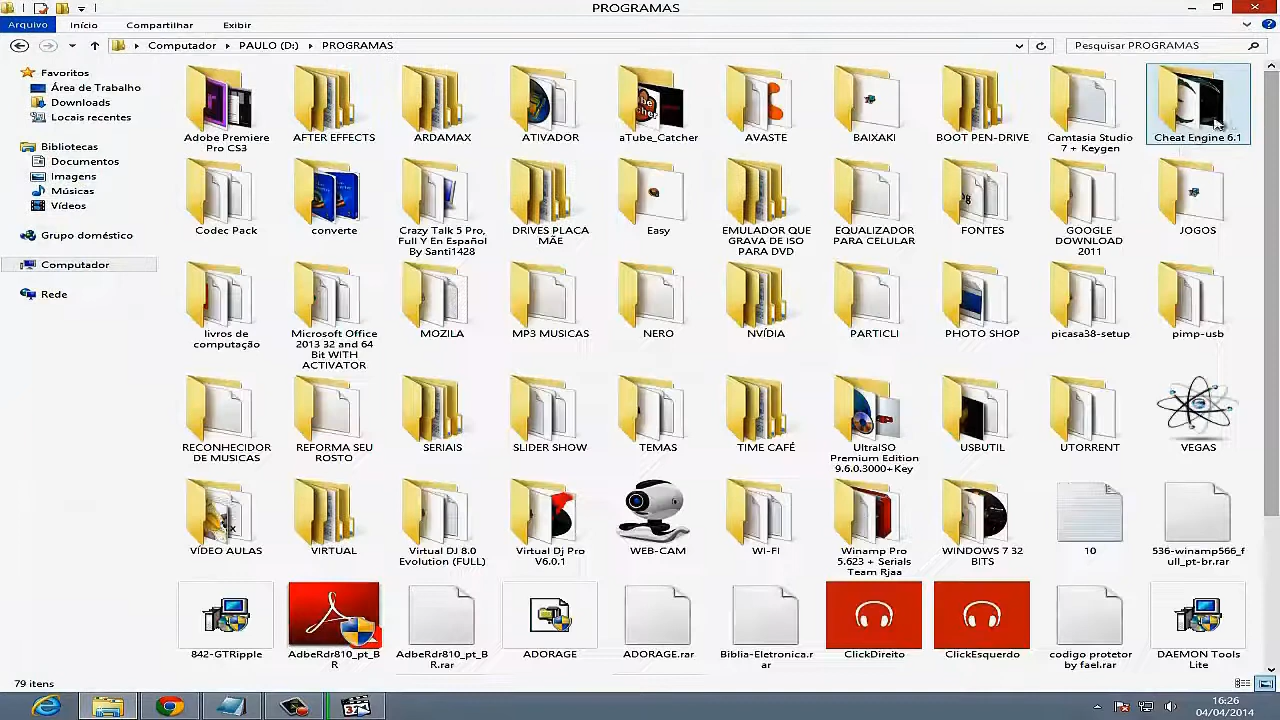 PROGRAMAS
Arquivo
Início
Compartilhar
Exibir
Computador
PAULO (D:)
PROGRAMAS
Pesquisar PROGRAMAS
Favoritos
Área de Trabalho
Downloads
Locais recentes
Bibliotecas
Documentos
Imagens
Músicas
Vídeos
Grupo doméstico
Computador
Rede
Adobe Premiere
Pro CS3
AFTER EFFECTS
ARDAMAX
ATIVADOR
aTube_Catcher
AVASTE
BAIXAKI
BOOT PEN-DRIVE
Camtasia Studio
7 + Keygen
Cheat Engine 6.1
Codec Pack
converte
Crazy Talk 5 Pro,
Full Y En Español
By Santi1428
DRIVES PLACA
MÃE
Easy
EMULADOR QUE
GRAVA DE ISO
PARA DVD
EQUALIZADOR
PARA CELULAR
FONTES
GOOGLE
DOWNLOAD
2011
JOGOS
livros de
computação
Microsoft Office
2013 32 and 64
Bit WITH
ACTIVATOR
MOZILA
MP3 MUSICAS
NERO
NVÍDIA
PARTICLI
PHOTO SHOP
picasa38-setup
pimp-usb
RECONHECIDOR
DE MUSICAS
REFORMA SEU
ROSTO
SERIAIS
SLIDER SHOW
TEMAS
TIME CAFÉ
UltraISO
Premium Edition
9.6.0.3000+Key
USBUTIL
UTORRENT
VEGAS
VÍDEO AULAS
VIRTUAL
Virtual DJ 8.0
Evolution (FULL)
Virtual Dj Pro
V6.0.1
WEB-CAM
WI-FI
Winamp Pro
5.623 + Serials
Team Rjaa
WINDOWS 7 32
BITS
10
536-winamp566_f
ull_pt-br.rar
842-GTRipple
AdbeRdr810_pt_B
R
AdbeRdr810_pt_B
R.rar
ADORAGE
ADORAGE.rar
Biblia-Eletronica.r
ar
ClickDireito
ClickEsquerdo
codigo protetor
by fael.rar
DAEMON Tools
Lite
79 itens
16:26
04/04/2014